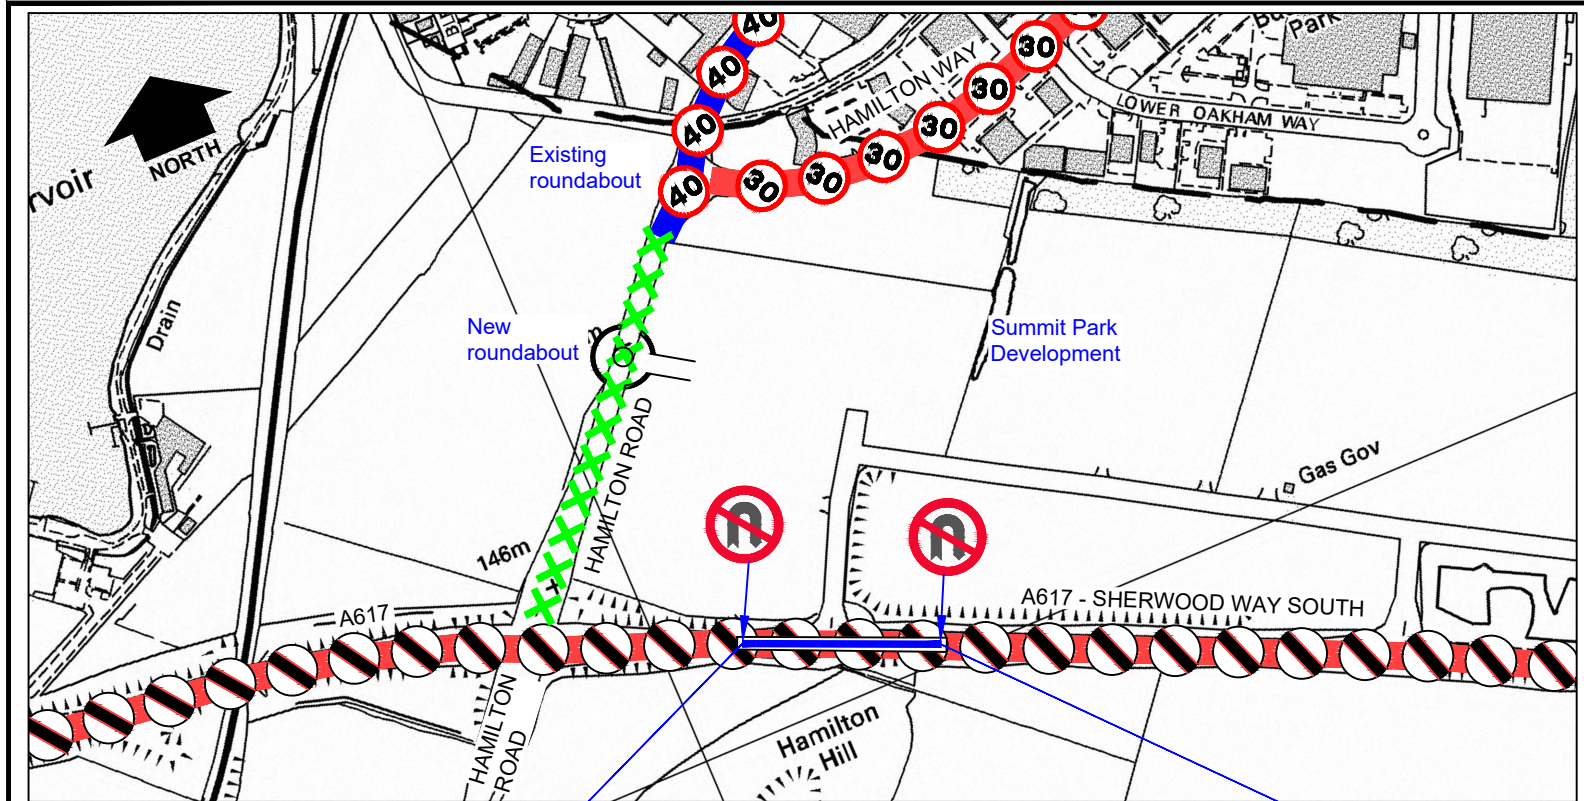 40
40
40
40
30
30
30
30
30
30
Park
HAMILTON WAY
LOWER OAKHAM WAY
NORTH
rvoir
Existing
roundabout
Drain
New
roundabout
Summit Park
Development
HAMILTON ROAD
Gas Gov
146m
A617
A617 - SHERWOOD WAY SOUTH
HAMILTON
ROAD
Hamilton
Hill